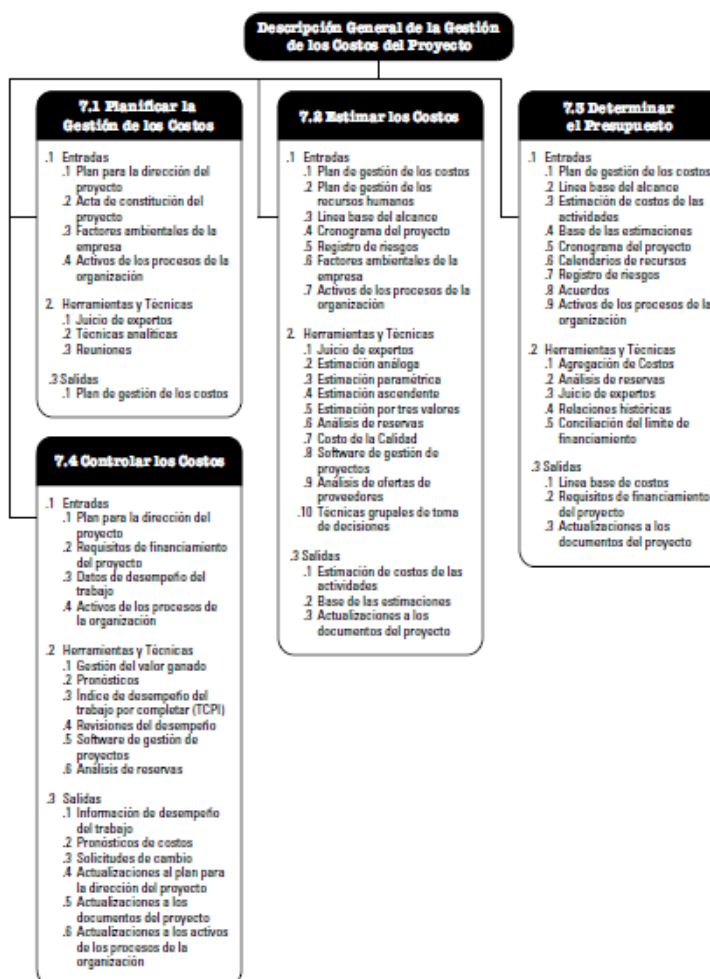 Descripción General de la Gestión
de los Costos del Proyecto
7.1 Planificar la
Gestión de los Costos
.1 Entradas
.1 Plan para la dirección del
proyecto
.2 Acta de constitución del
proyecto
.3 Factores ambientales de la
empresa
.4 Activos de los procesos de la
organización
2. Herramientas y Técnicas
.1 Juicio de expertos
.2 Técnicas analíticas
.3 Reuniones
.3 Salidas
.1 Plan de gestión de los costos
7.2 Estimar los Costos
.1 Entradas
.1 Plan de gestión de los costos
.2 Plan de gestión de los
recursos humanos
.3 Línea base del alcance
.4 Cronograma del proyecto
.5 Registro de riesgos
.6 Factores ambientales de la
empresa
.7 Activos de los procesos de la
organización
2. Herramientas y Técnicas
.1 Juicio de expertos
.2 Estimación análoga
.3 Estimación paramétrica
.4 Estimación ascendente
.5 Estimación por tres valores
.6 Análisis de reservas
.7 Costo de la Calidad
.8 Software de gestión de
proyectos
.9 Análisis de ofertas de
proveedores
.10 Técnicas grupales de toma
de decisiones
.3 Salidas
.1 Estimación de costos de las
actividades
.2 Base de las estimaciones
.3 Actualizaciones a los
documentos del proyecto
7.3 Determinar
el Presupuesto
.1 Entradas
.1 Plan de gestión de los costos
.2 Línea base del alcance
.3 Estimación de costos de las
actividades
.4 Base de las estimaciones
.5 Cronograma del proyecto
.6 Calendarios de recursos
.7 Registro de riesgos
.8 Acuerdos
.9 Activos de los procesos de la
organización
.2 Herramientas y Técnicas
.1 Agregación de Costos
.2 Análisis de reservas
.3 Juicio de expertos
.4 Relaciones históricas
.5 Conciliación del límite de
financiamiento
.3 Salidas
.1 Línea base de costos
.2 Requisitos de financiamiento
del proyecto
.3 Actualizaciones a los
documentos del proyecto
7.4 Controlar los Costos
.1 Entradas
.1 Plan para la dirección del
proyecto
.2 Requisitos de financiamiento
del proyecto
.3 Datos de desempeño del
trabajo
.4 Activos de los procesos de
la organización
.2 Herramientas y Técnicas
.1 Gestión del valor ganado
.2 Pronósticos
.3 Índice de desempeño del
trabajo por completar (TCPI)
.4 Revisiones del desempeño
.5 Software de gestión de
proyectos
.6 Análisis de reservas
.3 Salidas
.1 Información de desempeño
del trabajo
.2 Pronósticos de costos
.3 Solicitudes de cambio
.4 Actualizaciones al plan para
la dirección del proyecto
.5 Actualizaciones a los
documentos del proyecto
.6 Actualizaciones a los activos
de los procesos de la
organización